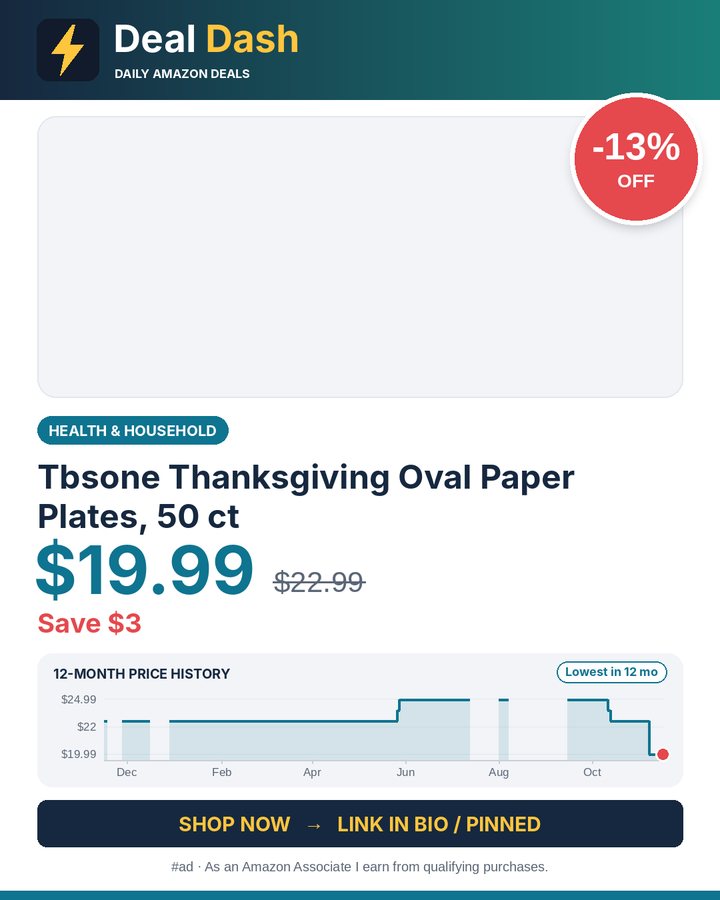 Deal Dash
DAILY AMAZON DEALS
-13%
OFF
HEALTH & HOUSEHOLD
Tbsone Thanksgiving Oval Paper
Plates, 50 ct
$19.99 $22.99
Save $3
12-MONTH PRICE HISTORY
Lowest in 12 mo
$24.99
$22
$19.99
Dec Feb Apr Jun Aug Oct
SHOP NOW → LINK IN BIO / PINNED
#ad · As an Amazon Associate I earn from qualifying purchases.